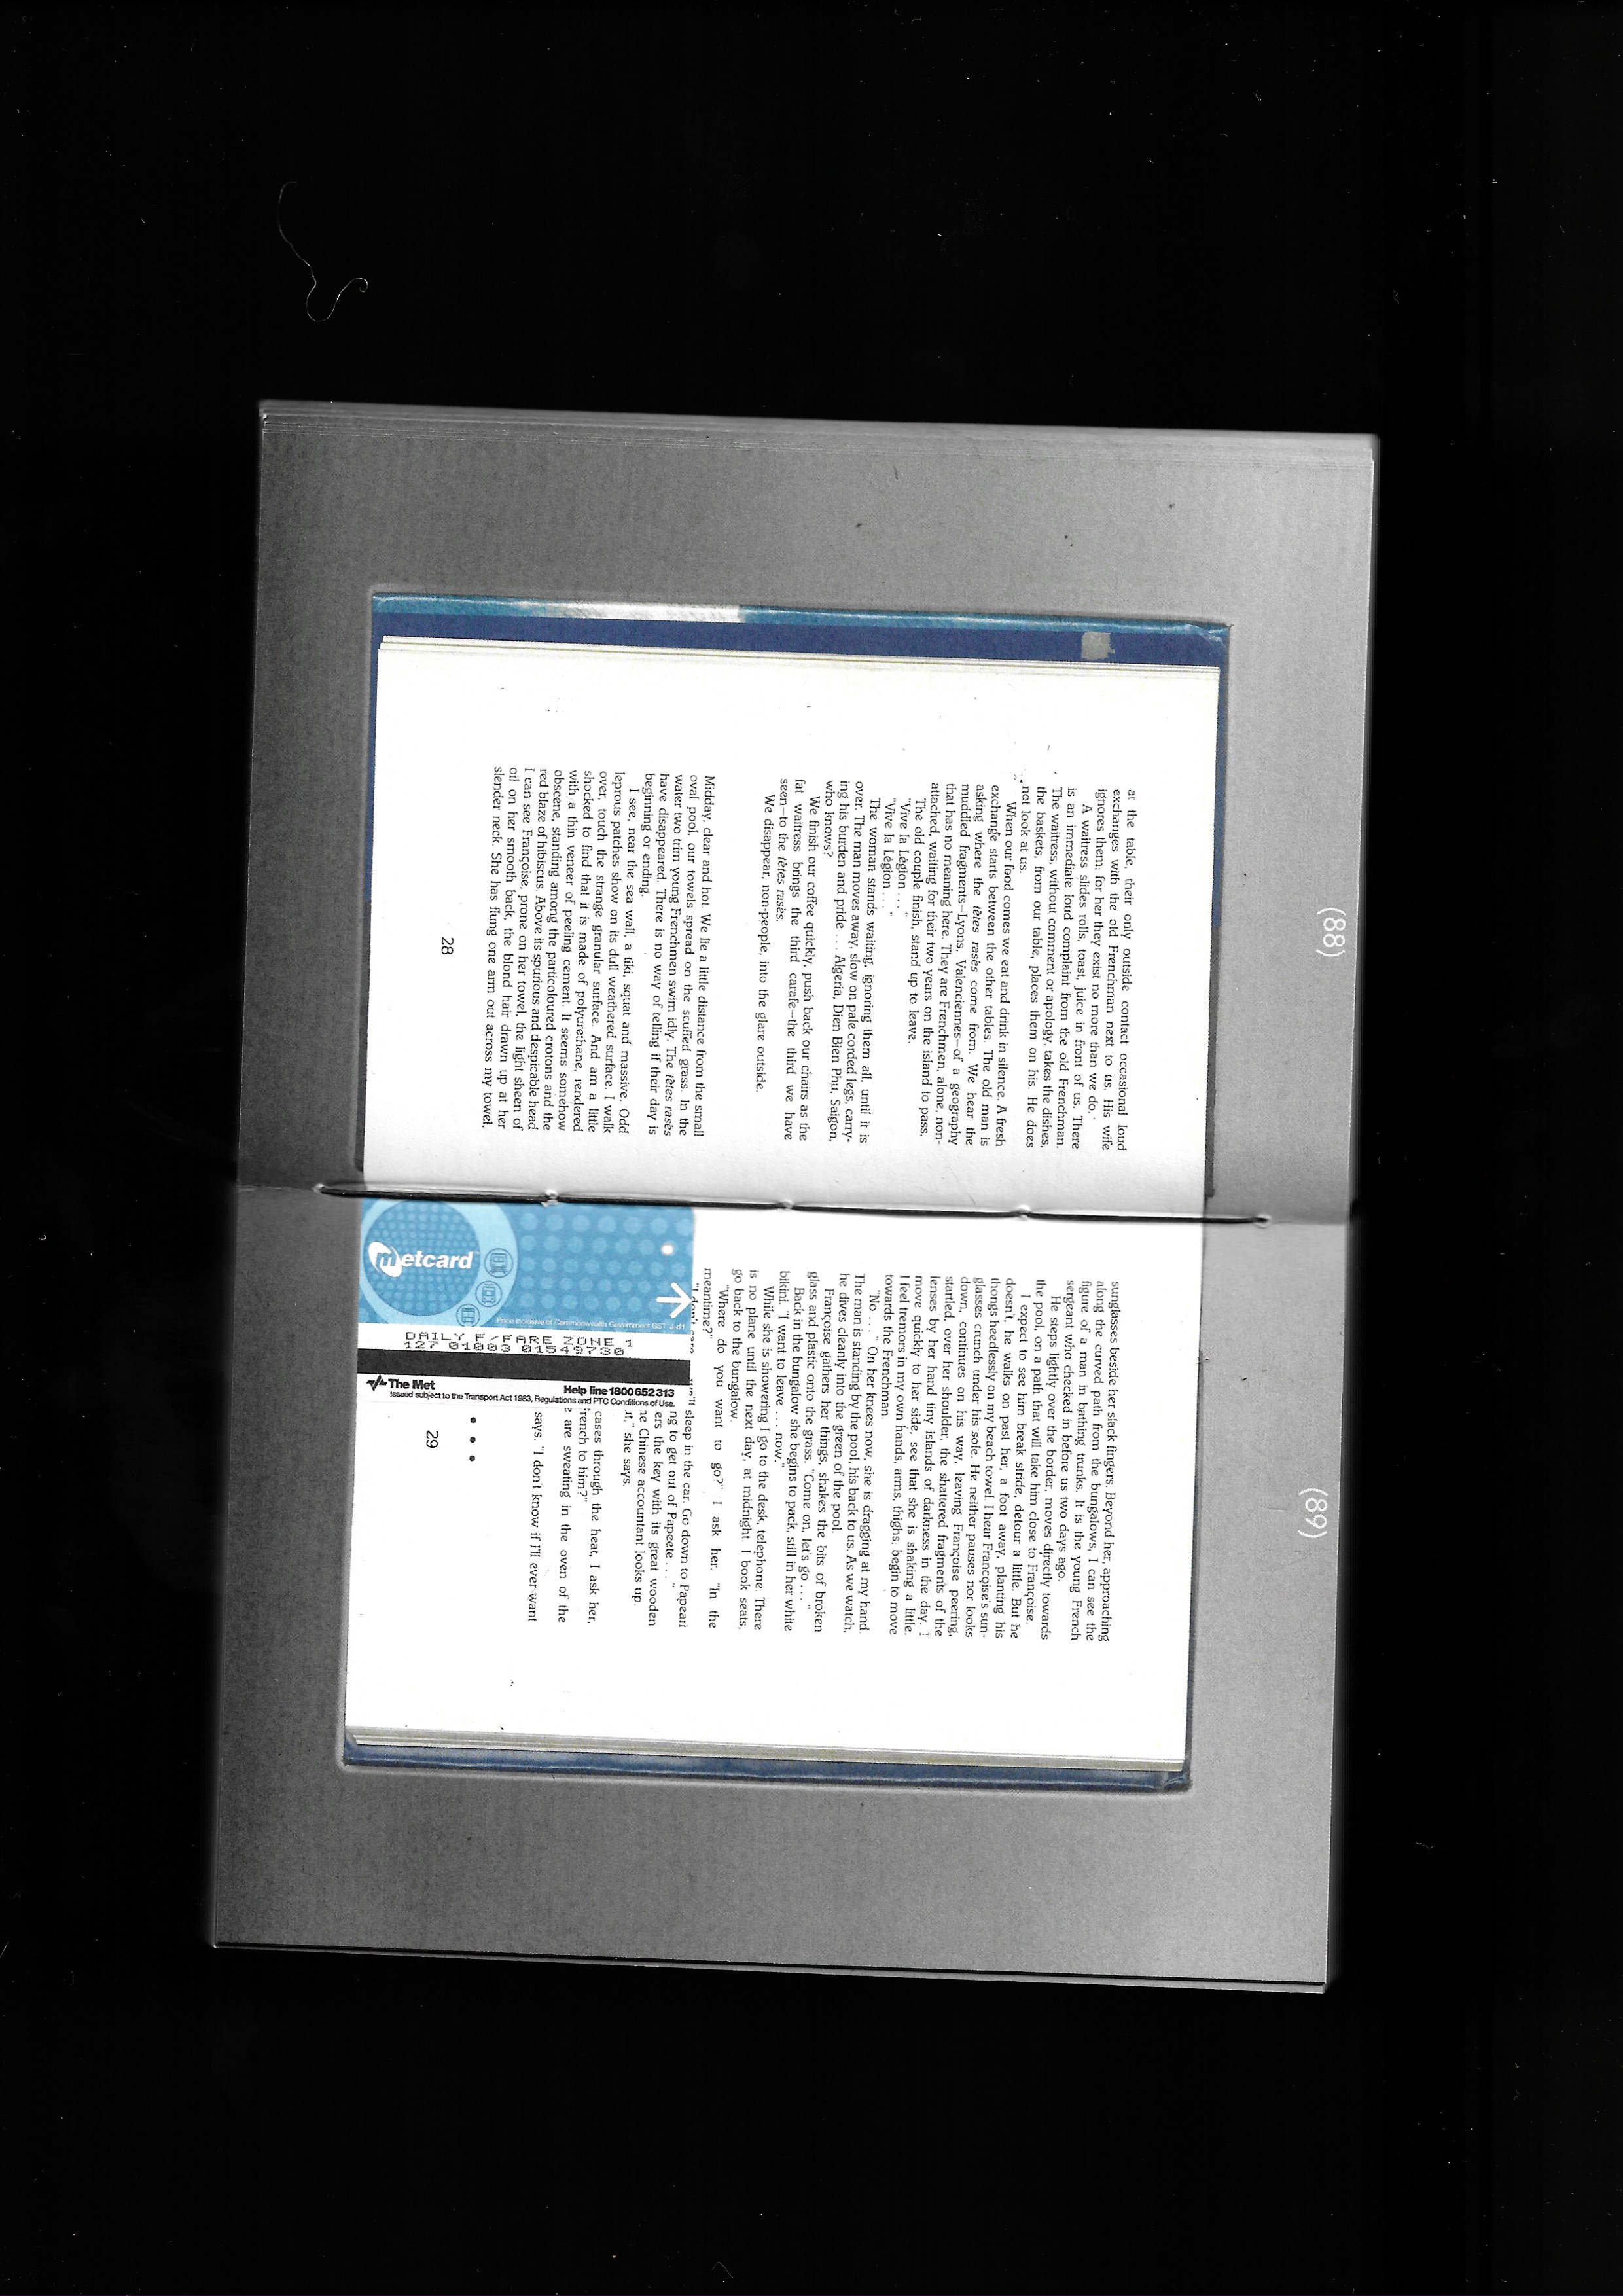 (88)
at the table, their only outside contact occasional loud
exchanges with the old Frenchman next to us. His wife
ignores them; for her they exist no more than we do.
A waitress slides rolls, toast, juice in front of us. There
is an immediate loud complaint from the old Frenchman.
The waitress, without comment or apology, takes the dishes,
the baskets, from our table, places them on his. He does
not look at us.
When our food comes we eat and drink in silence. A fresh
exchange starts between the other tables. The old man is
asking where the têtes rasès come from. We hear the
muddled fragments—Lyons, Valenciennes—of a geography
that has no meaning here. They are Frenchmen, alone, non-
attached, waiting for their two years on the island to pass.
The old couple finish, stand up to leave.
"Vive la Légion . . ."
"Vive la Légion . . ."
The woman stands waiting, ignoring them all, until it is
over. The man moves away, slow on pale corded legs, carry-
ing his burden and pride . . . Algeria, Dien Bien Phu, Saigon,
who knows?
We finish our coffee quickly, push back our chairs as the
fat waitress brings the third carafe—the third we have
seen—to the têtes rasès.
We disappear, non-people, into the glare outside.
Midday, clear and hot. We lie a little distance from the small
oval pool, our towels spread on the scuffed grass. In the
water two trim young Frenchmen swim idly. The têtes rasès
have disappeared. There is no way of telling if their day is
beginning or ending.
I see, near the sea wall, a tiki, squat and massive. Odd
leprous patches show on its dull weathered surface. I walk
over, touch the strange granular surface. And am a little
shocked to find that it is made of polyurethane, rendered
with a thin veneer of peeling cement. It seems somehow
obscene, standing among the particoloured crotons and the
red blaze of hibiscus. Above its spurious and despicable head
I can see Françoise, prone on her towel, the light sheen of
oil on her smooth back, the blond hair drawn up at her
slender neck. She has flung one arm out across my towel,
28
(89)
sunglasses beside her slack fingers. Beyond her, approaching
along the curved path from the bungalows, I can see the
figure of a man in bathing trunks. It is the young French
sergeant who checked in before us two days ago.
He steps lightly over the border, moves directly towards
the pool, on a path that will take him close to Françoise.
I expect to see him break stride, detour a little. But he
doesn't, he walks on past her, a foot away, planting his
thongs heedlessly on my beach towel. I hear Françoise's sun-
glasses crunch under his sole. He neither pauses nor looks
down, continues on his way, leaving Françoise peering,
startled, over her shoulder, the shattered fragments of the
lenses by her hand tiny islands of darkness in the day. I
move quickly to her side, see that she is shaking a little.
I feel tremors in my own hands, arms, thighs; begin to move
towards the Frenchman.
"No . . ." On her knees now, she is dragging at my hand.
The man is standing by the pool, his back to us. As we watch,
he dives cleanly into the green of the pool.
Françoise gathers her things, shakes the bits of broken
glass and plastic onto the grass. "Come on, let's go . . ."
Back in the bungalow she begins to pack, still in her white
bikini. "I want to leave . . . now."
While she is showering I go to the desk, telephone. There
is no plane until the next day, at midnight. I book seats,
go back to the bungalow.
"Where do you want to go?" I ask her. "In the
meantime?"
"I don't care we'll sleep in the car. Go down to Papeari
ng to get out of Papeete . . ."
ers the key with its great wooden
ne Chinese accountant looks up.
ut," she says.
cases through the heat, I ask her,
French to him?"
e are sweating in the oven of the
says. "I don't know if I'll ever want
• • •
29
metcard
DAILY F/FARE ZONE 1
The Met
Help line 1800 652 313
Issued subject to the Transport Act 1983, Regulations and PTC Conditions of Use.